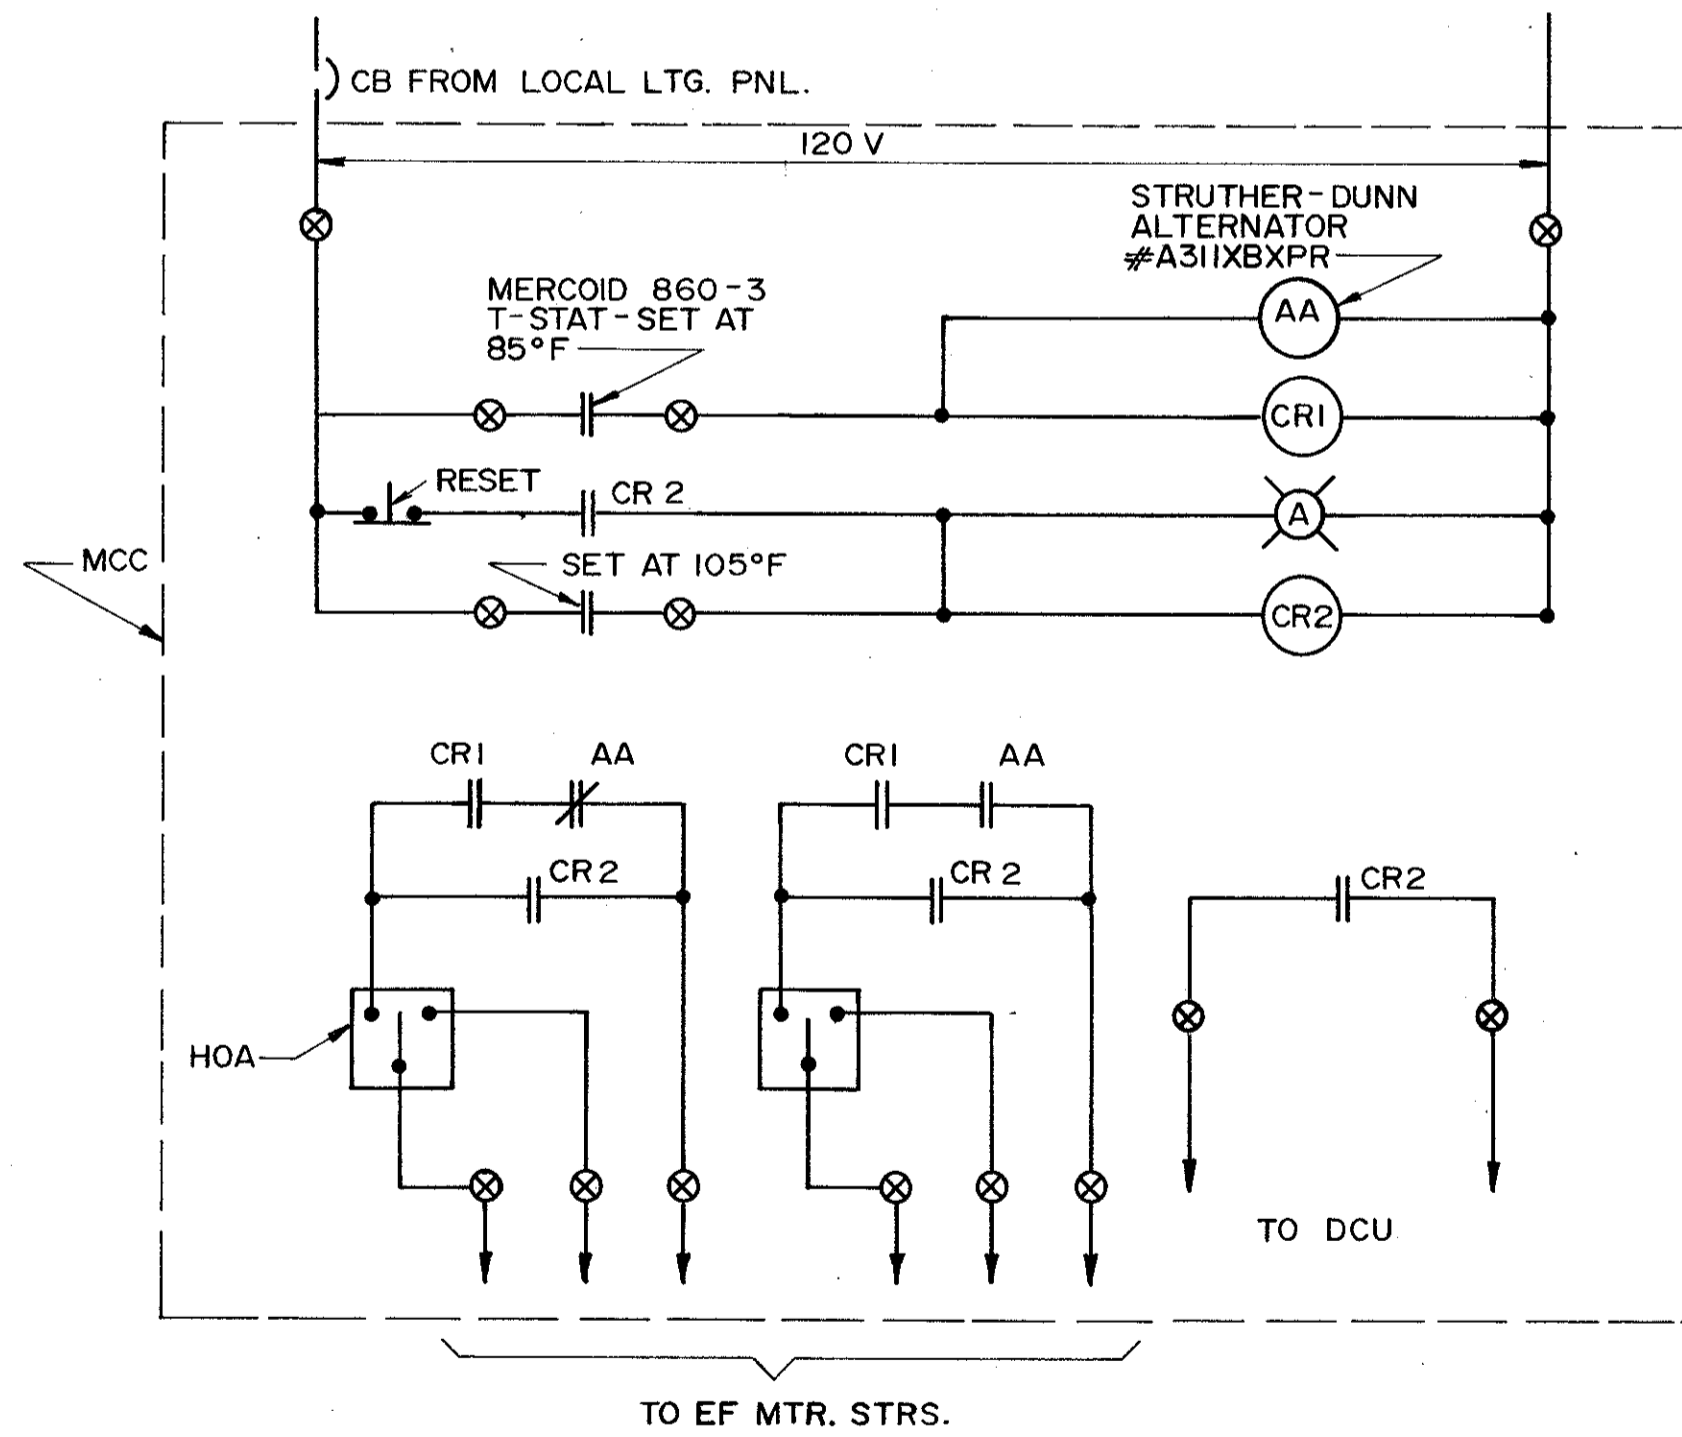 CB FROM LOCAL LTG. PNL.
120 V
STRUTHER-DUNN
ALTERNATOR
#A311XBXPR
MERCOID 860-3
T-STAT-SET AT
85°F
AA
CR1
RESET
CR 2
A
MCC
SET AT 105°F
CR2
CR1
AA
CR1
AA
CR 2
CR 2
CR2
HOA
TO DCU
TO EF MTR. STRS.